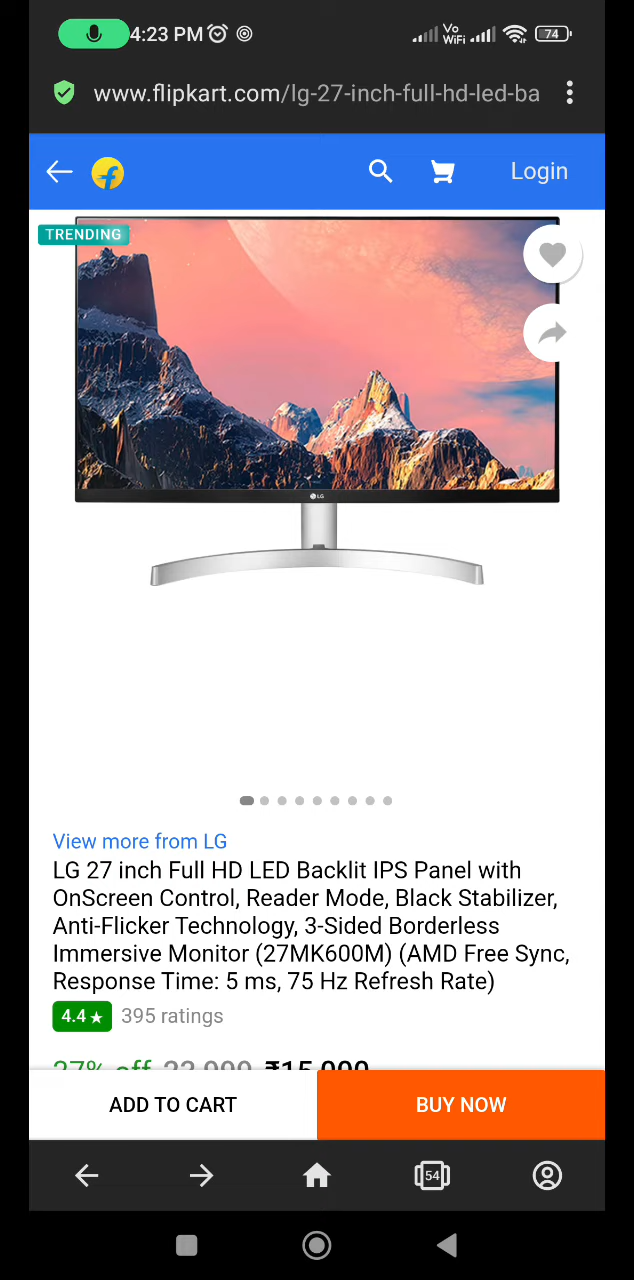 4:23 PM
Vo
WiFi
74
www.flipkart.com/lg-27-inch-full-hd-led-ba
Login
TRENDING
LG
View more from LG
LG 27 inch Full HD LED Backlit IPS Panel with
OnScreen Control, Reader Mode, Black Stabilizer,
Anti-Flicker Technology, 3-Sided Borderless
Immersive Monitor (27MK600M) (AMD Free Sync,
Response Time: 5 ms, 75 Hz Refresh Rate)
4.4★ 395 ratings
off
ADD TO CART
BUY NOW
54